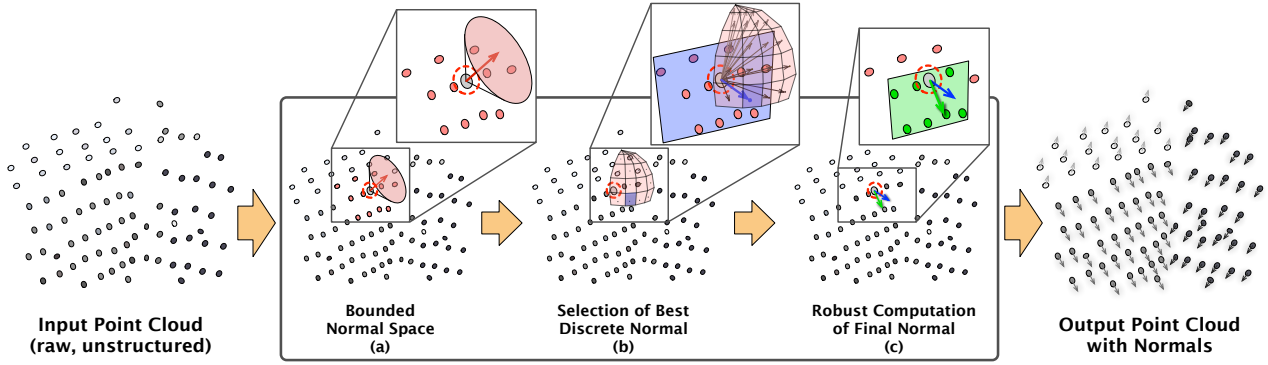 Input Point Cloud
(raw, unstructured)
Bounded
Normal Space
(a)
Selection of Best
Discrete Normal
(b)
Robust Computation
of Final Normal
(c)
Output Point Cloud
with Normals